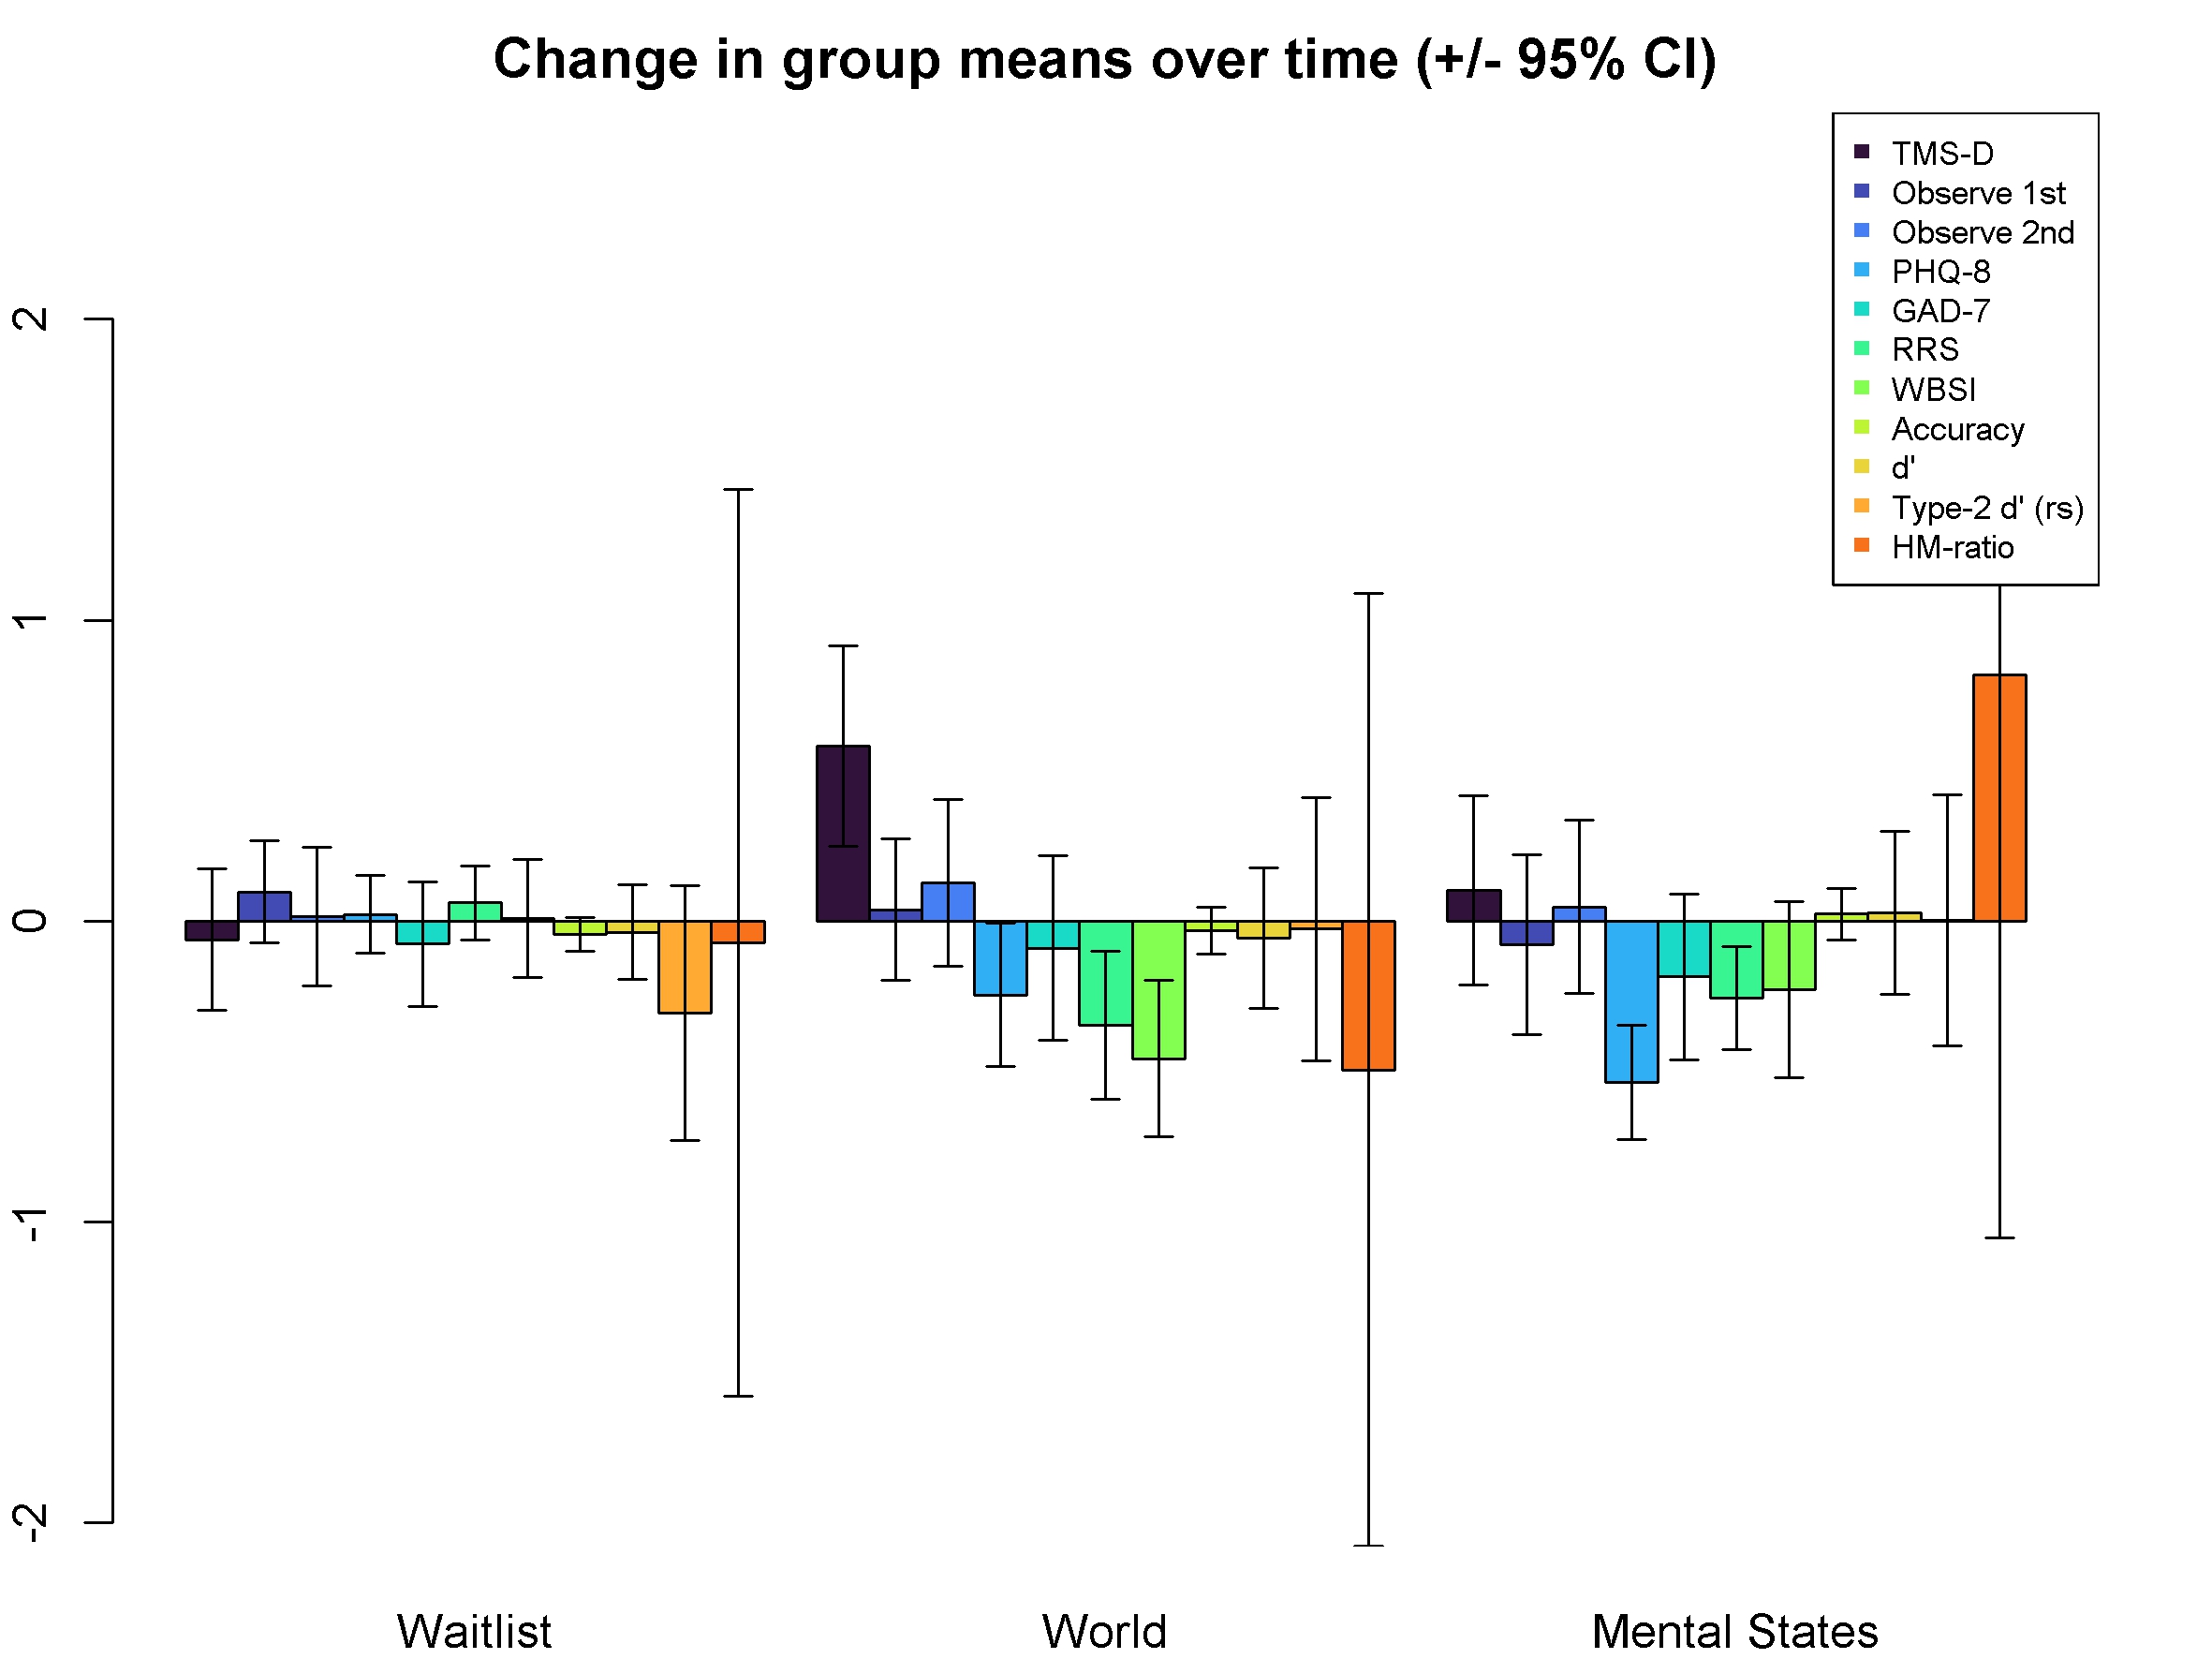 Change in group means over time (+/- 95% CI)
TMS-D
Observe 1st
Observe 2nd
PHQ-8
GAD-7
RRS
WBSI
Accuracy
d'
Type-2 d' (rs)
HM-ratio
2
1
0
-1
-2
Waitlist
World
Mental States